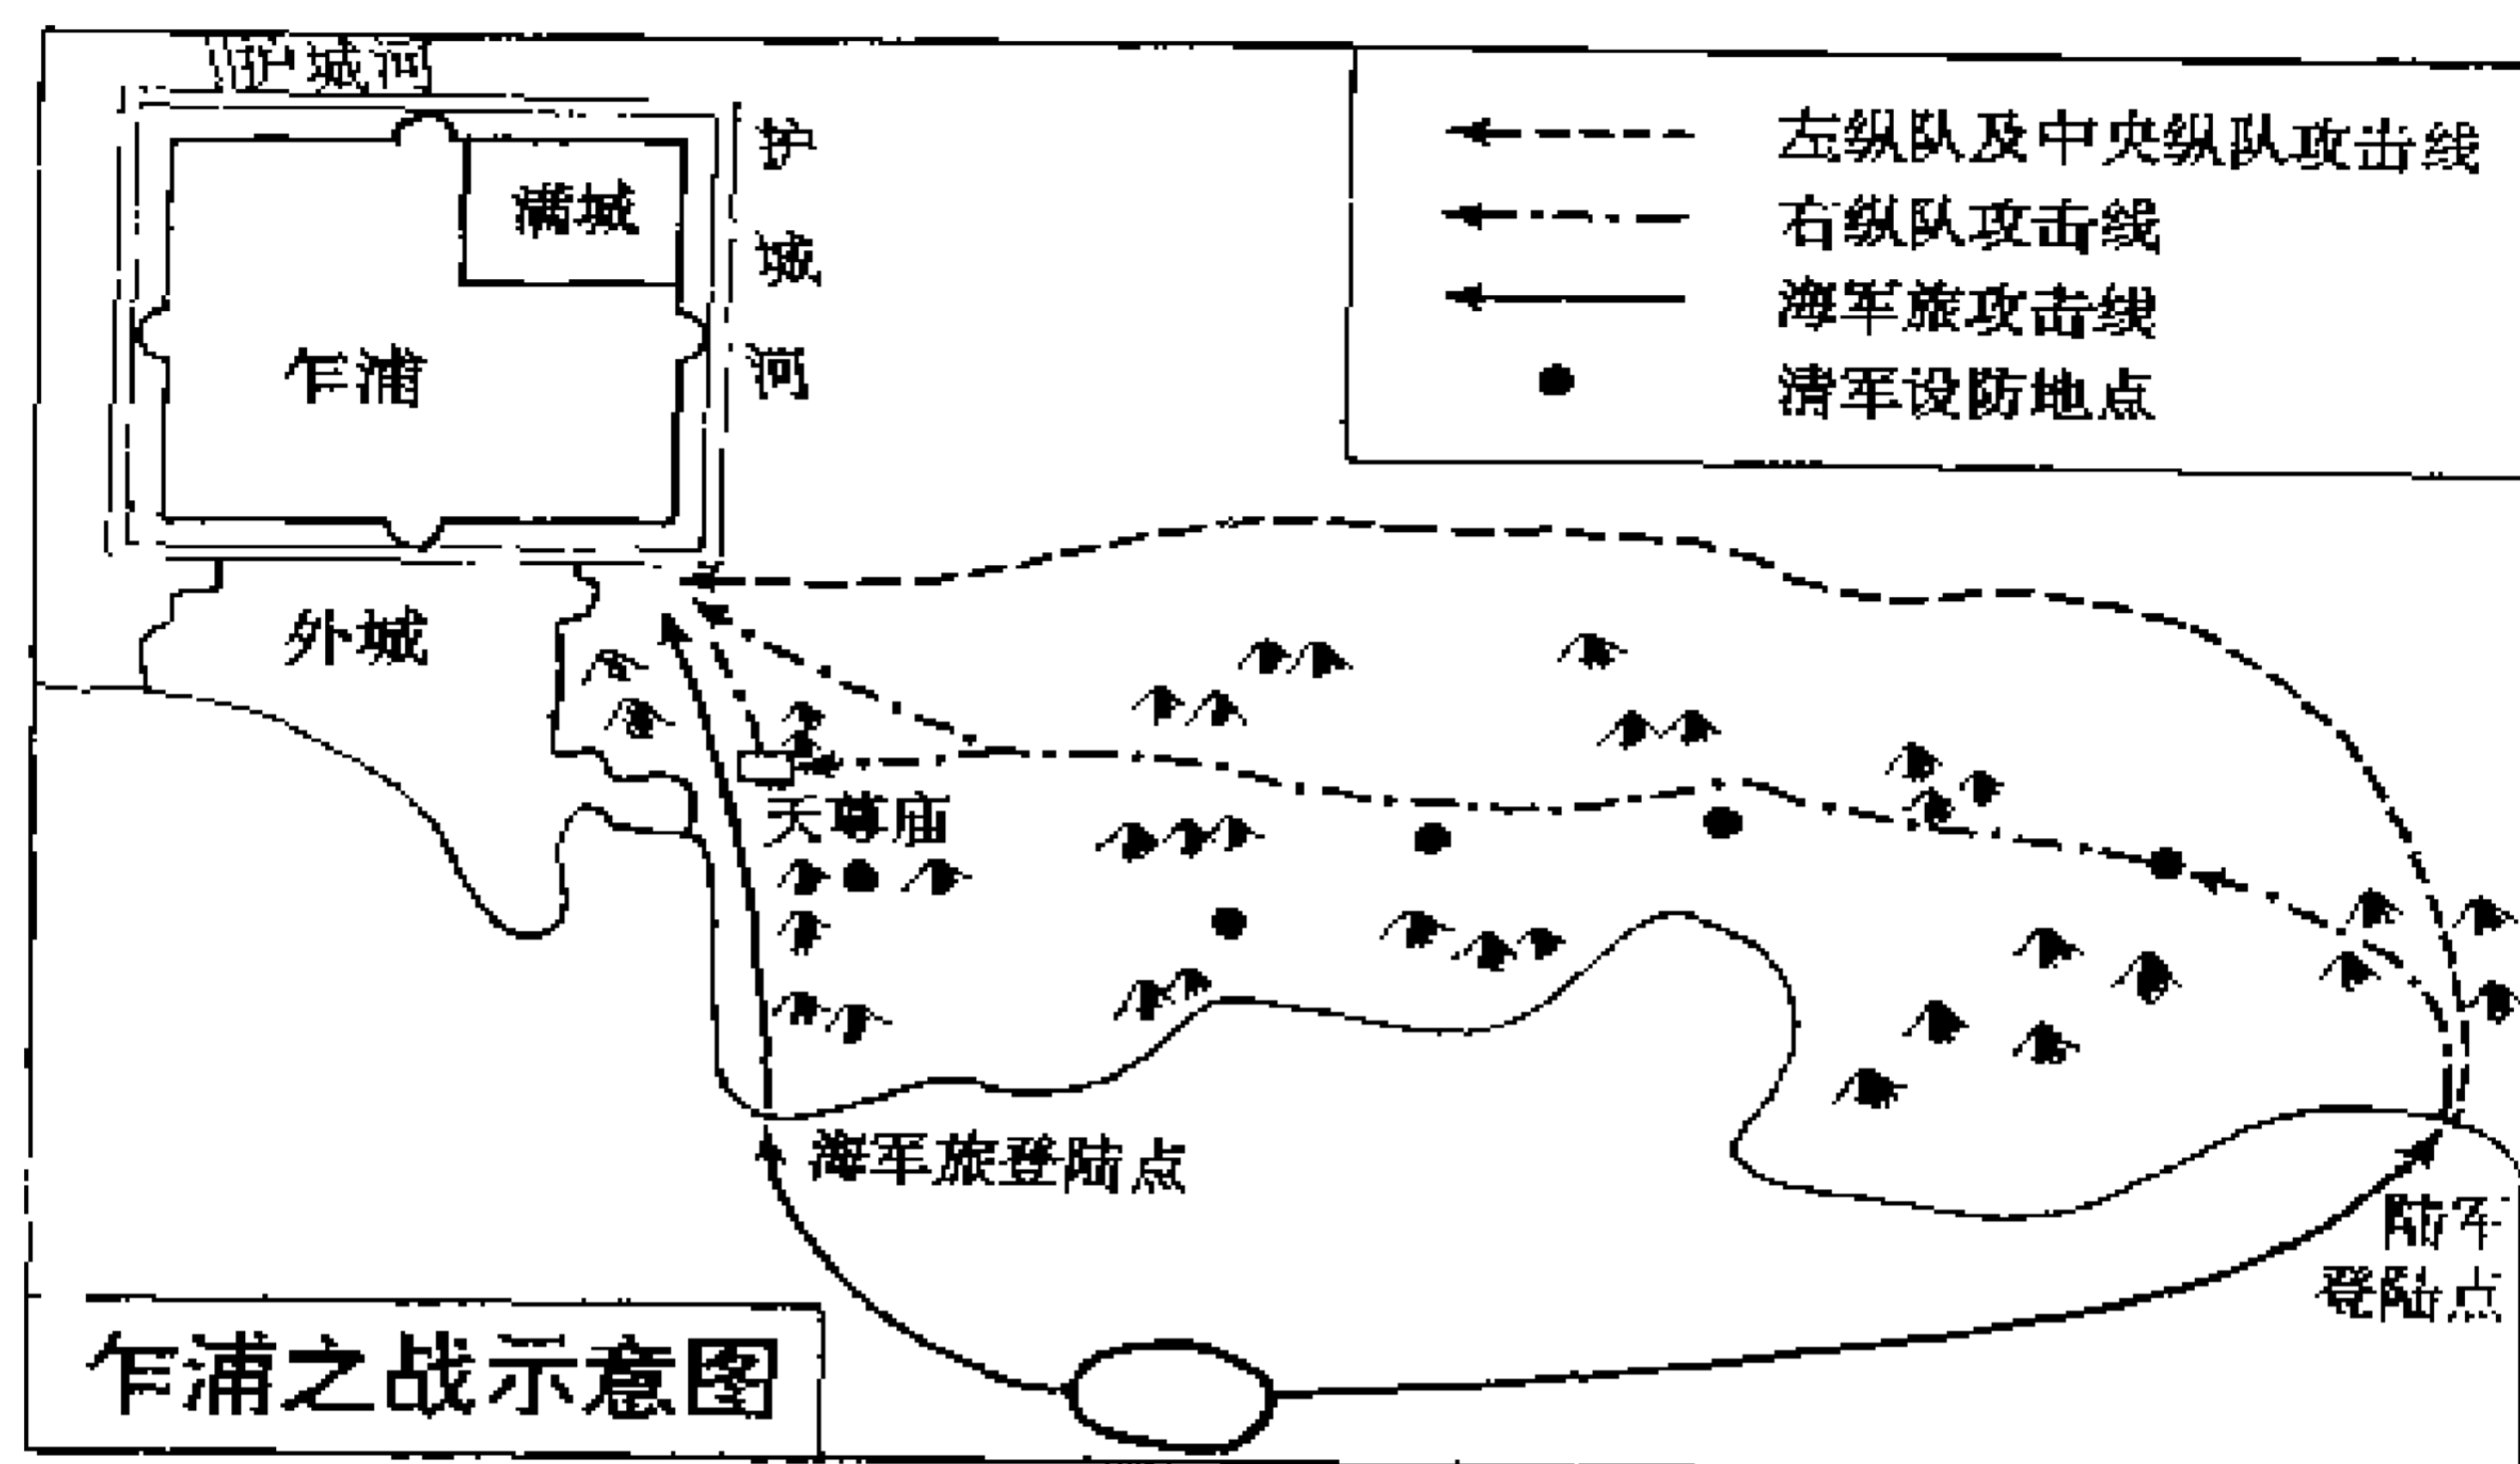 护城河
护城河
满城
乍浦
外城
左纵队及中央纵队攻击线
右纵队攻击线
海军旅攻击线
清军设防地点
天尊庙
海军旅登陆点
陆军
登陆点
乍浦之战示意图